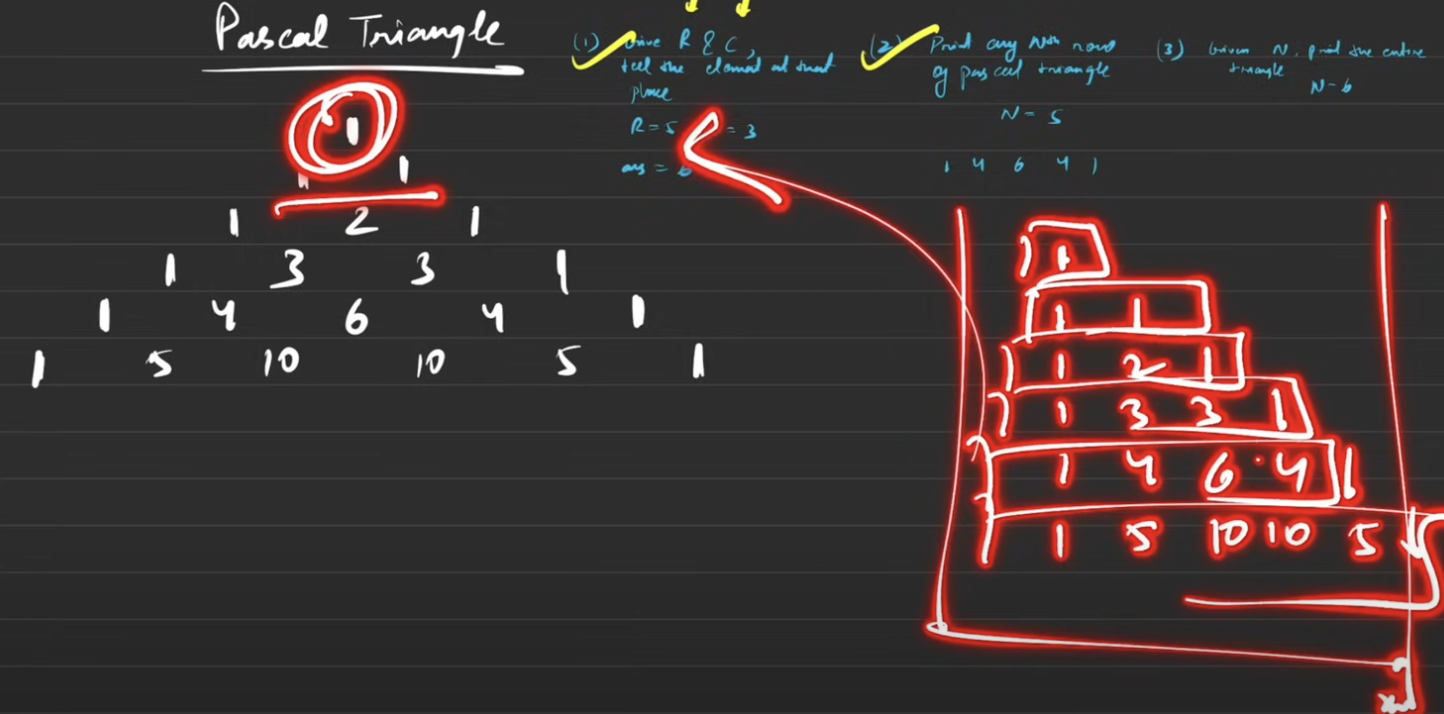 Pascal Triangle
(1) Give R & C,
tell the element at that
place
R = 5 = 3
ans = 6
(2) Print any Nth row
of pascal triangle
N = 5
1 4 6 4 1
(3) Given N, print the entire
triangle
N = 6
1
1 1
1 2 1
1 3 3 1
1 4 6 4 1
1 5 10 10 5 1
1
1 1
1 2 1
1 3 3 1
1 4 6 4 1
1 5 10 10 5